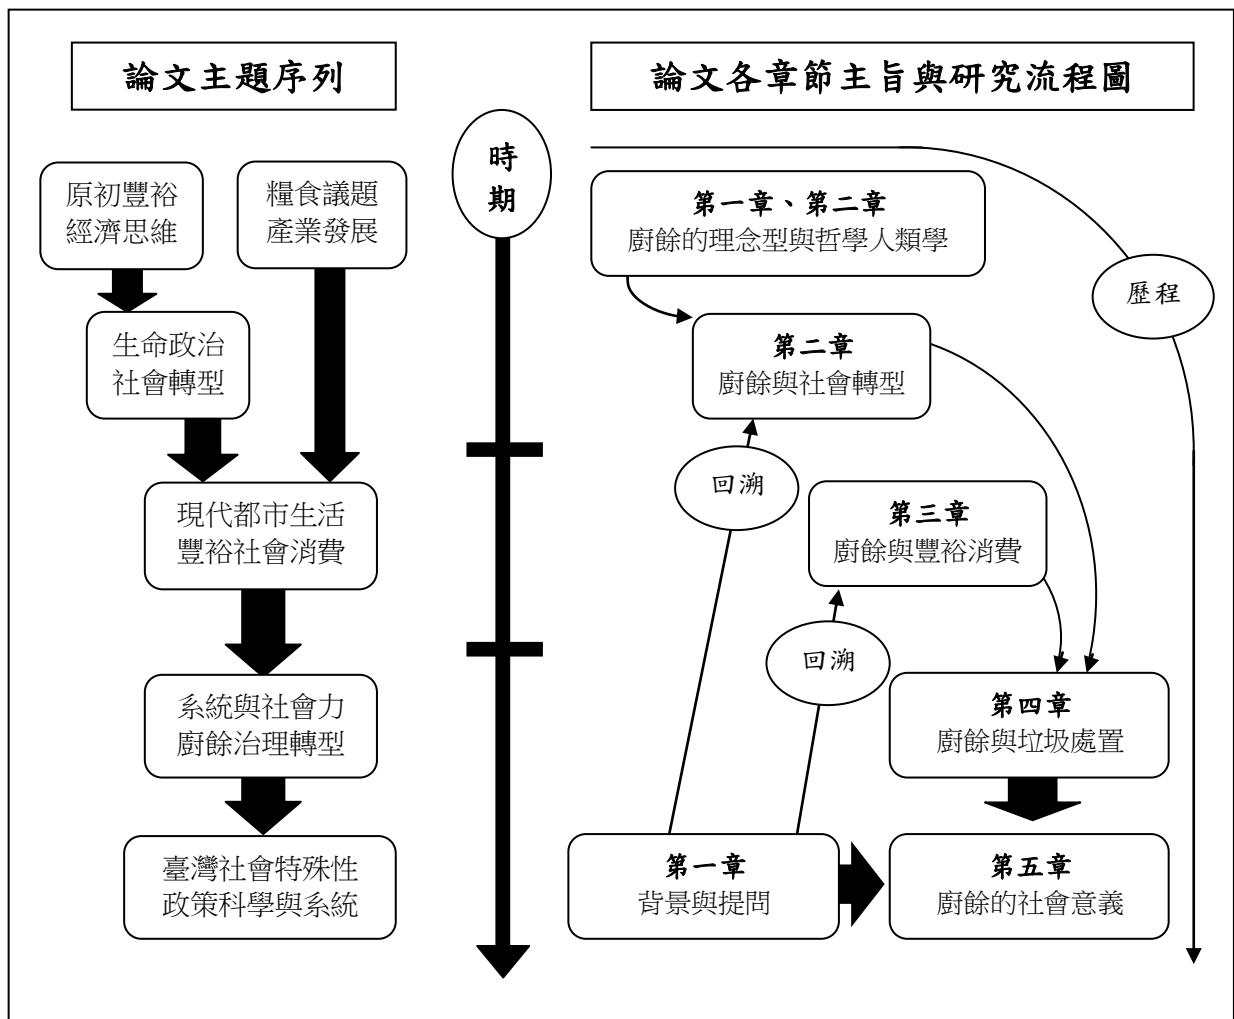 論文主題序列
論文各章節主旨與研究流程圖
時
期
原初豐裕
經濟思維
糧食議題
產業發展
生命政治
社會轉型
現代都市生活
豐裕社會消費
系統與社會力
廚餘治理轉型
臺灣社會特殊性
政策科學與系統
第一章、第二章
廚餘的理念型與哲學人類學
歷程
第二章
廚餘與社會轉型
回溯
第三章
廚餘與豐裕消費
回溯
第四章
廚餘與垃圾處置
第一章
背景與提問
第五章
廚餘的社會意義